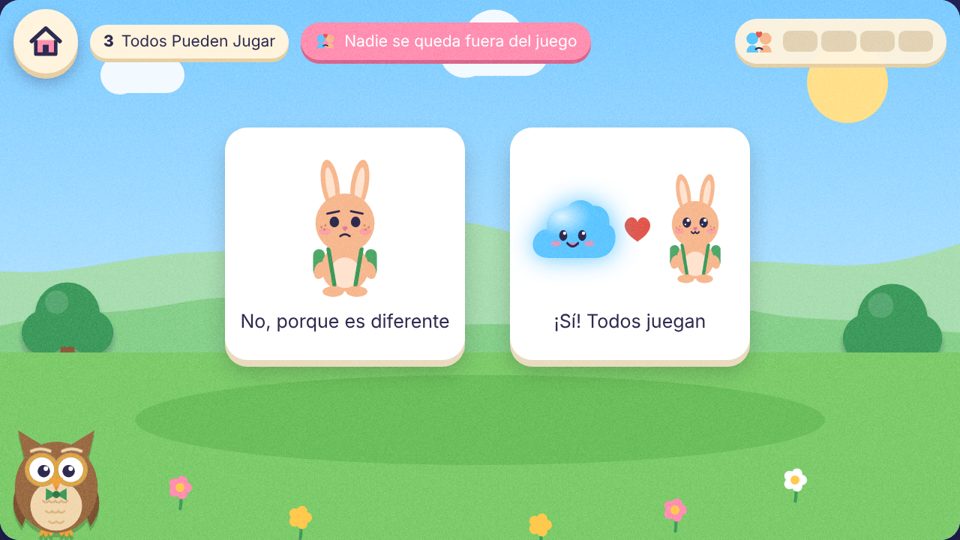 3 Todos Pueden Jugar
Nadie se queda fuera del juego
No, porque es diferente
¡Sí! Todos juegan